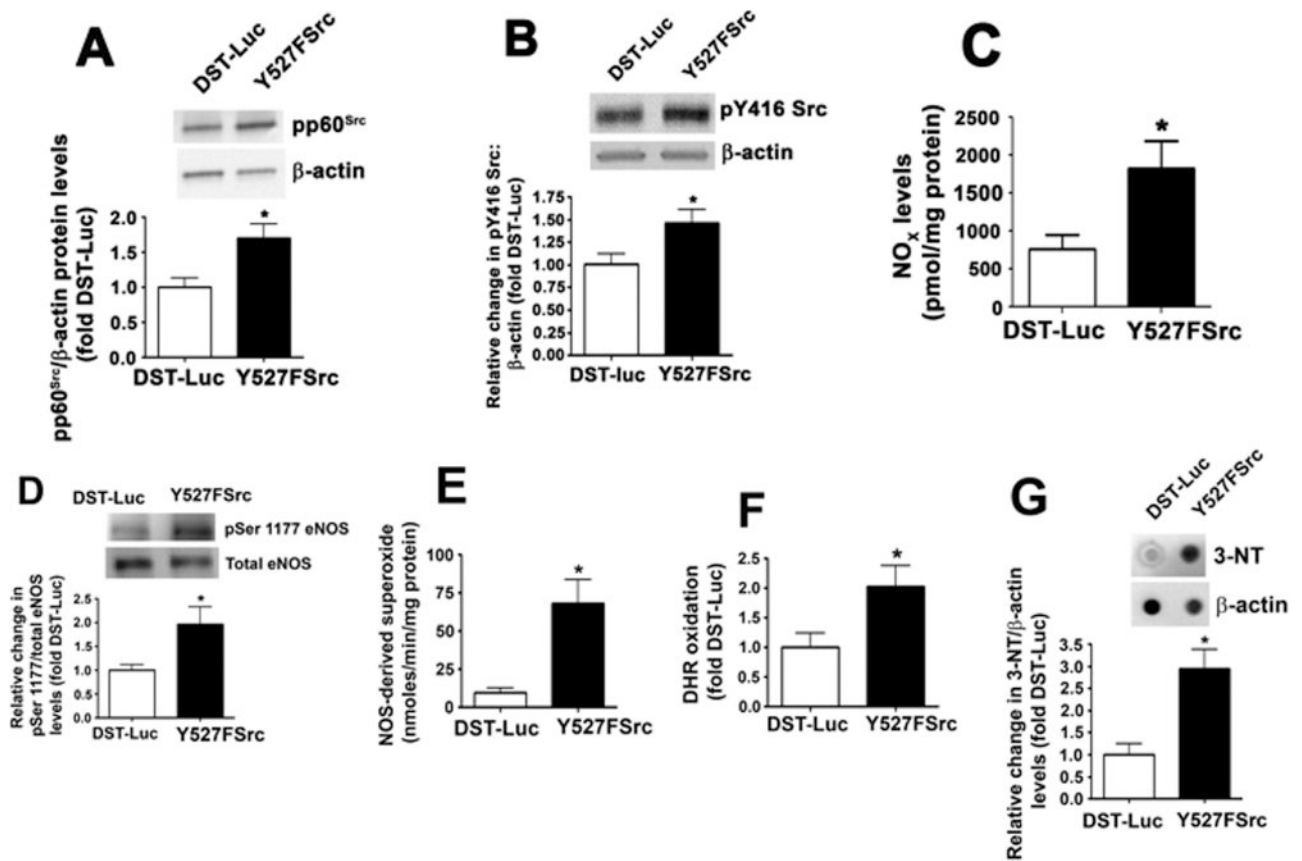 A
DST-Luc
Y527FSrc
pp60Src
β-actin
pp60Src/β-actin protein levels
(fold DST-Luc)
2.0
1.5
1.0
0.5
0.0
*
DST-Luc
Y527FSrc
B
DST-Luc
Y527FSrc
pY416 Src
β-actin
Relative change in pY416 Src:
β-actin (fold DST-Luc)
1.75
1.50
1.25
1.00
0.75
0.50
0.25
0.00
*
DST-luc
Y527FSrc
C
NOx levels
(pmol/mg protein)
2500
2000
1500
1000
500
0
*
DST-Luc
Y527FSrc
D
DST-Luc
Y527FSrc
pSer 1177 eNOS
Total eNOS
Relative change in
pSer 1177/total eNOS
levels (fold DST-Luc)
2.5
2.0
1.5
1.0
0.5
0.0
*
DST-Luc
Y527FSrc
E
NOS-derived superoxide
(nmoles/min/mg protein)
100
75
50
25
0
*
DST-Luc
Y527FSrc
F
DHR oxidation
(fold DST-Luc)
2.5
2.0
1.5
1.0
0.5
0.0
*
DST-Luc
Y527FSrc
G
DST-Luc
Y527FSrc
3-NT
β-actin
Relative change in 3-NT/β-actin
levels (fold DST-Luc)
3.5
3.0
2.5
2.0
1.5
1.0
0.5
0.0
*
DST-Luc
Y527FSrc